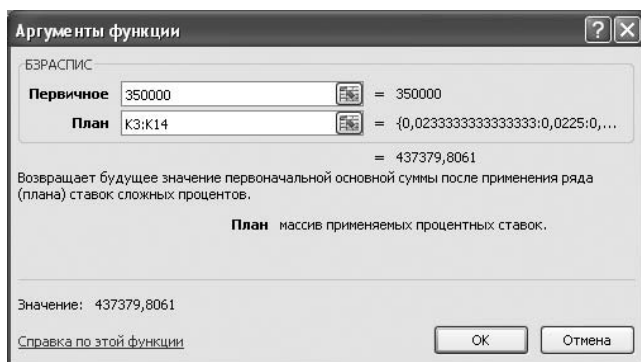 Аргументы функции
БЗРАСПИС
Первичное 350000 = 350000
План K3:K14 = {0,0233333333333333:0,0225:0,...
= 437379,8061
Возвращает будущее значение первоначальной основной суммы после применения ряда
(плана) ставок сложных процентов.
План массив применяемых процентных ставок.
Значение: 437379,8061
Справка по этой функции
ОК Отмена